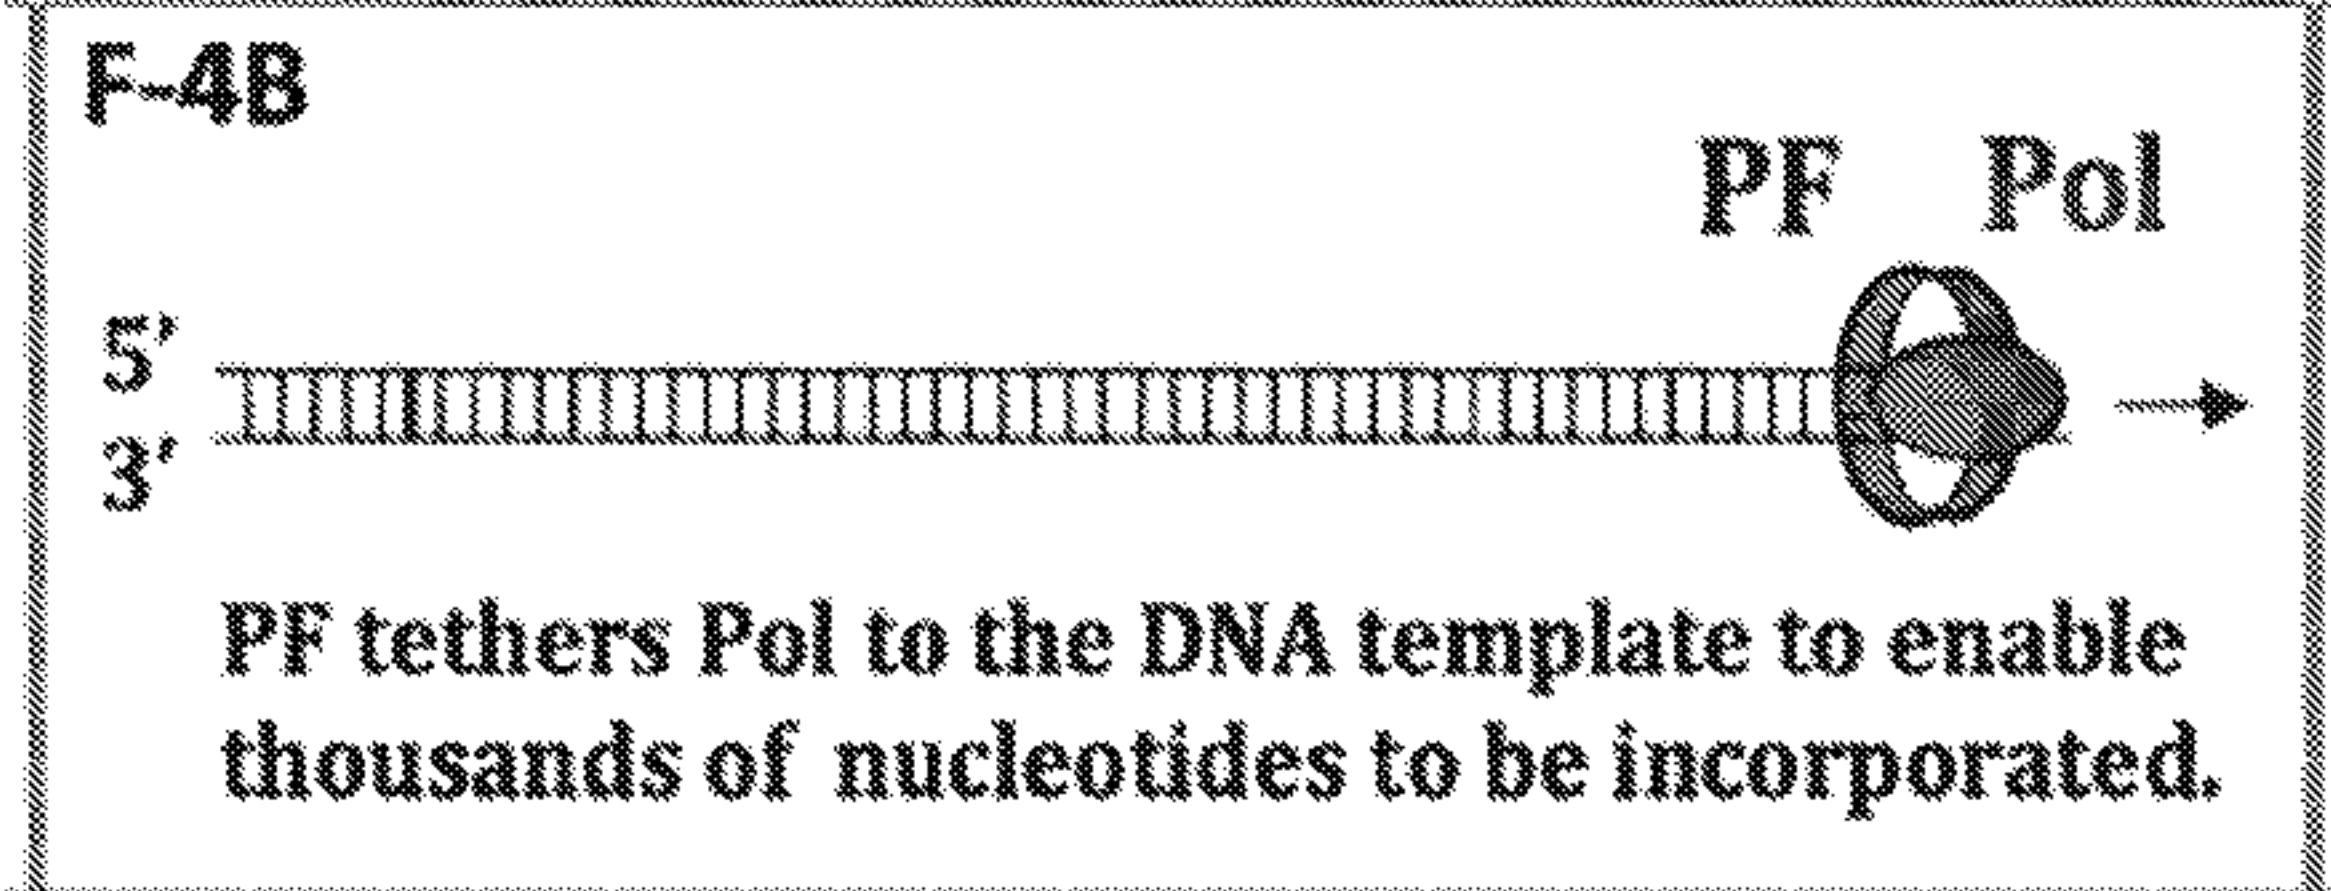 F-4B
PF Pol
5’
3’
PF tethers Pol to the DNA template to enable
thousands of nucleotides to be incorporated.